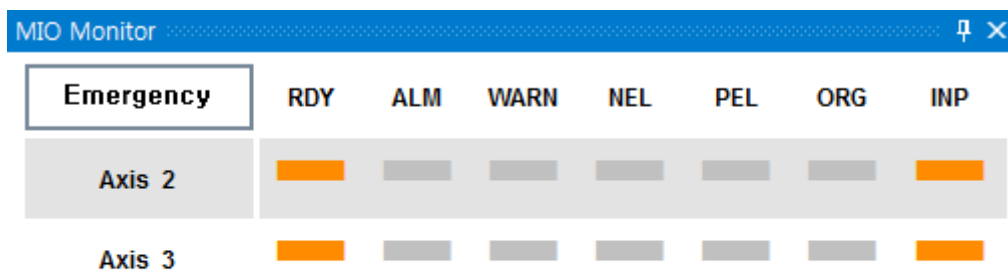 MIO Monitor
Emergency RDY ALM WARN NEL PEL ORG INP
Axis 2
Axis 3